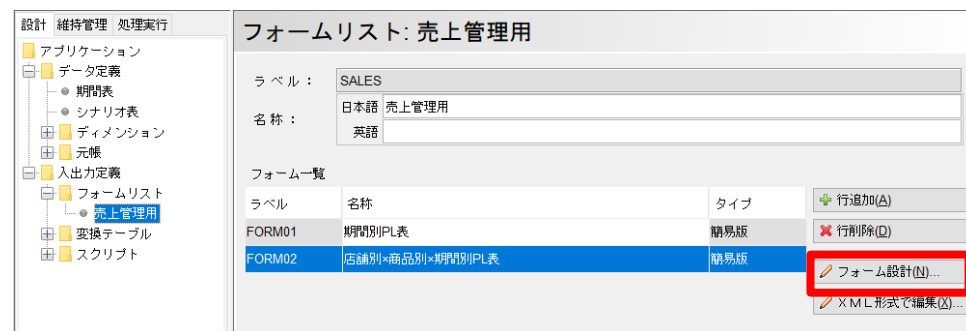 設計 維持管理 処理実行
アプリケーション
データ定義
期間表
シナリオ表
ディメンション
元帳
入出力定義
フォームリスト
売上管理用
変換テーブル
スクリプト
フォームリスト: 売上管理用
ラベル： SALES
名称： 日本語 売上管理用
英語
フォーム一覧
ラベル 名称 タイプ
FORM01 期間別PL表 簡易版
FORM02 店舗別×商品別×期間別PL表 簡易版
行追加(A)
行削除(D)
フォーム設計(N)...
ＸＭＬ形式で編集(X)...